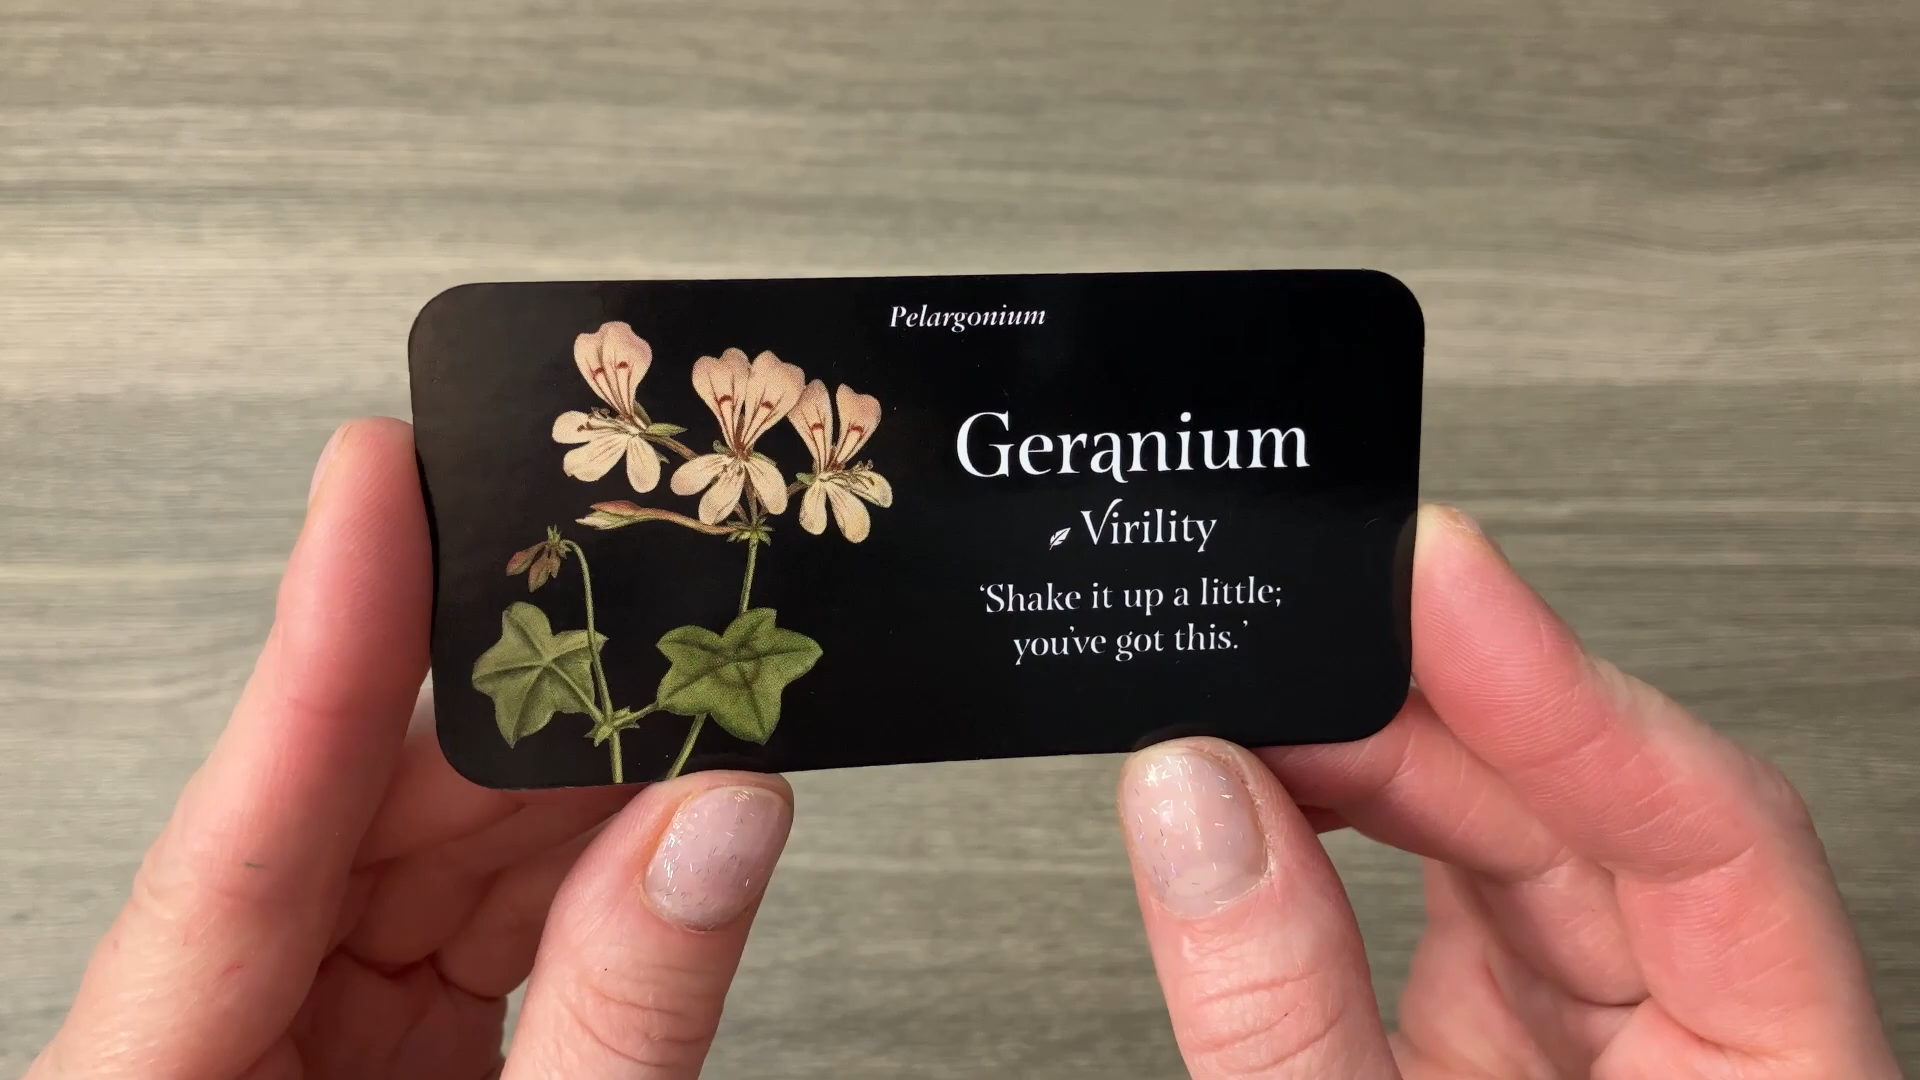 Pelargonium
Geranium
Virility
‘Shake it up a little;
you’ve got this.’